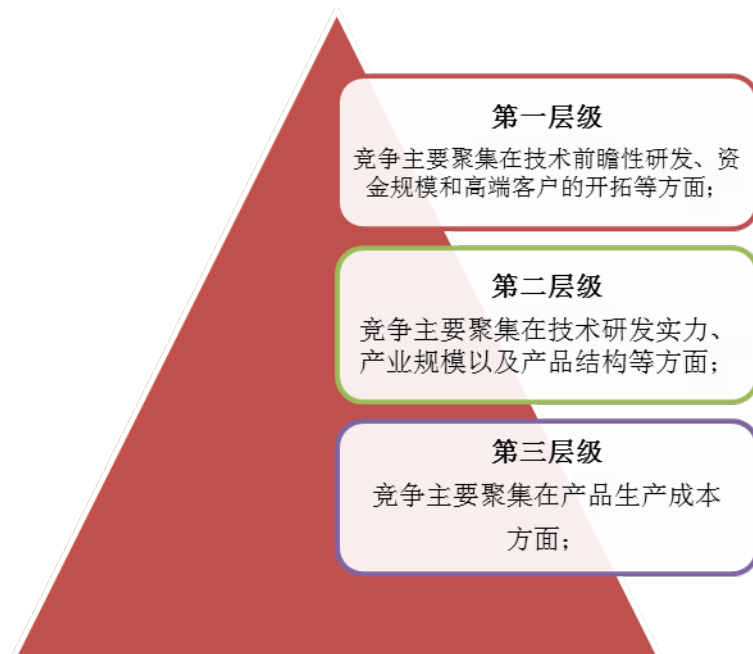 第一层级
竞争主要聚集在技术前瞻性研发、资
金规模和高端客户的开拓等方面；
第二层级
竞争主要聚集在技术研发实力、
产业规模以及产品结构等方面；
第三层级
竞争主要聚集在产品生产成本
方面；